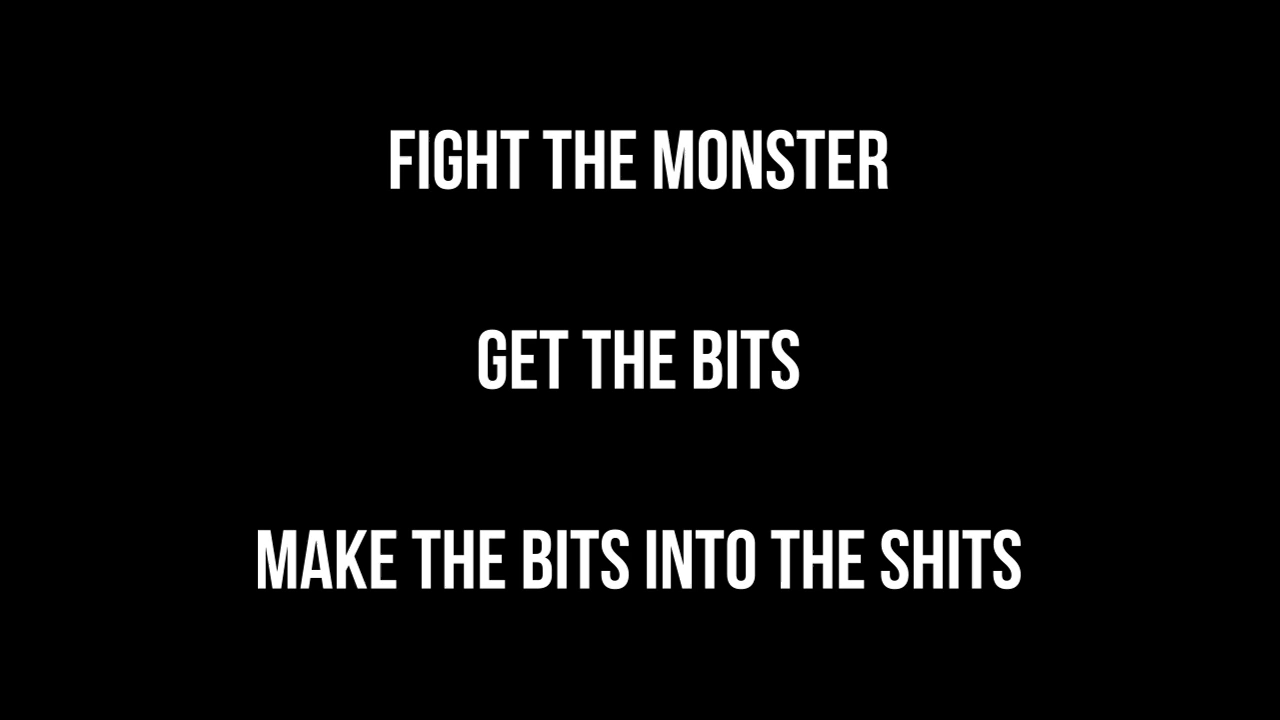 FIGHT THE MONSTER
GET THE BITS
MAKE THE BITS INTO THE SHITS